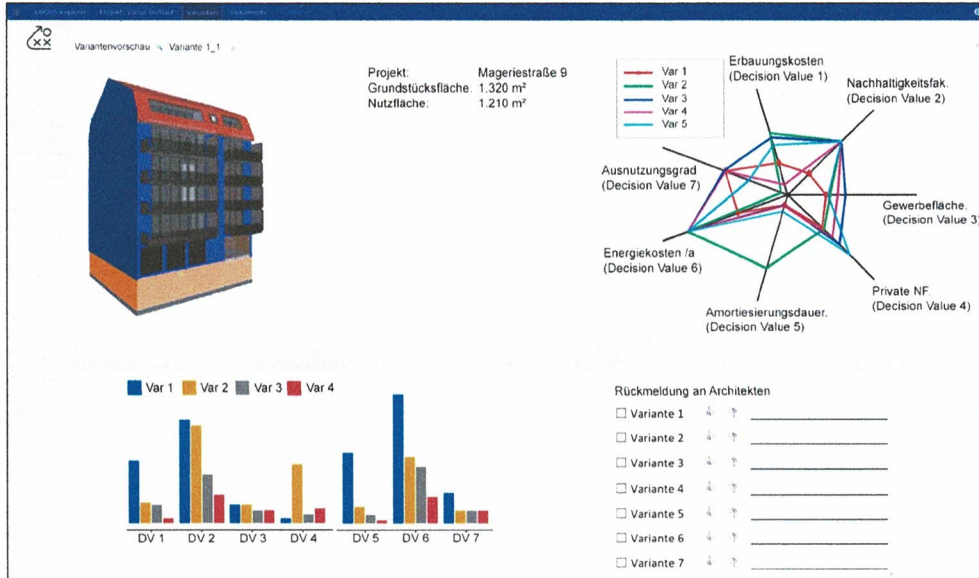 Variantenvorschau
Variante 1_1
Projekt: Mageriestraße 9
Grundstücksfläche. 1.320 m²
Nutzfläche: 1.210 m²
Var 1
Var 2
Var 3
Var 4
Var 5
Erbauungskosten
(Decision Value 1)
Nachhaltigkeitsfak.
(Decision Value 2)
Ausnutzungsgrad
(Decision Value 7)
Gewerbefläche.
(Decision Value 3)
Energiekosten /a
(Decision Value 6)
Private NF.
(Decision Value 4)
Amortiesierungsdauer.
(Decision Value 5)
Var 1 Var 2 Var 3 Var 4
DV 1 DV 2 DV 3 DV 4 DV 5 DV 6 DV 7
Rückmeldung an Architekten
Variante 1
Variante 2
Variante 3
Variante 4
Variante 5
Variante 6
Variante 7